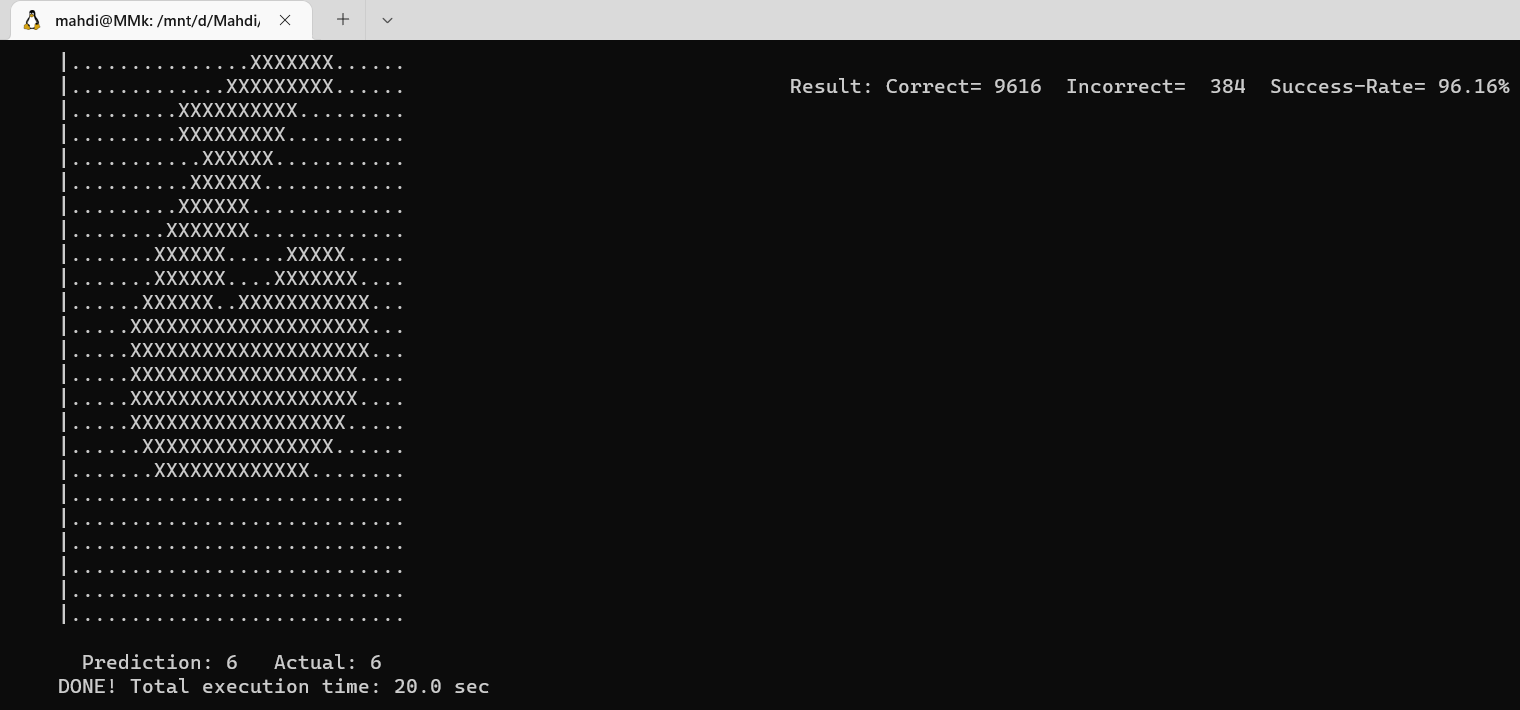 mahdi@MMk: /mnt/d/Mahdi/
|...............XXXXXXX......
|.............XXXXXXXXX...... Result: Correct= 9616  Incorrect=  384  Success-Rate= 96.16%
|.........XXXXXXXXXX.........
|.........XXXXXXXXX..........
|...........XXXXXX...........
|..........XXXXXX............
|.........XXXXXX.............
|........XXXXXXX.............
|.......XXXXXX.....XXXXX.....
|.......XXXXXX....XXXXXXX....
|......XXXXXX..XXXXXXXXXXX...
|.....XXXXXXXXXXXXXXXXXXXX...
|.....XXXXXXXXXXXXXXXXXXXX...
|.....XXXXXXXXXXXXXXXXXXX....
|.....XXXXXXXXXXXXXXXXXXX....
|.....XXXXXXXXXXXXXXXXXX.....
|......XXXXXXXXXXXXXXXX......
|.......XXXXXXXXXXXXX........
|............................
|............................
|............................
|............................
|............................
|............................
Prediction: 6   Actual: 6
DONE! Total execution time: 20.0 sec